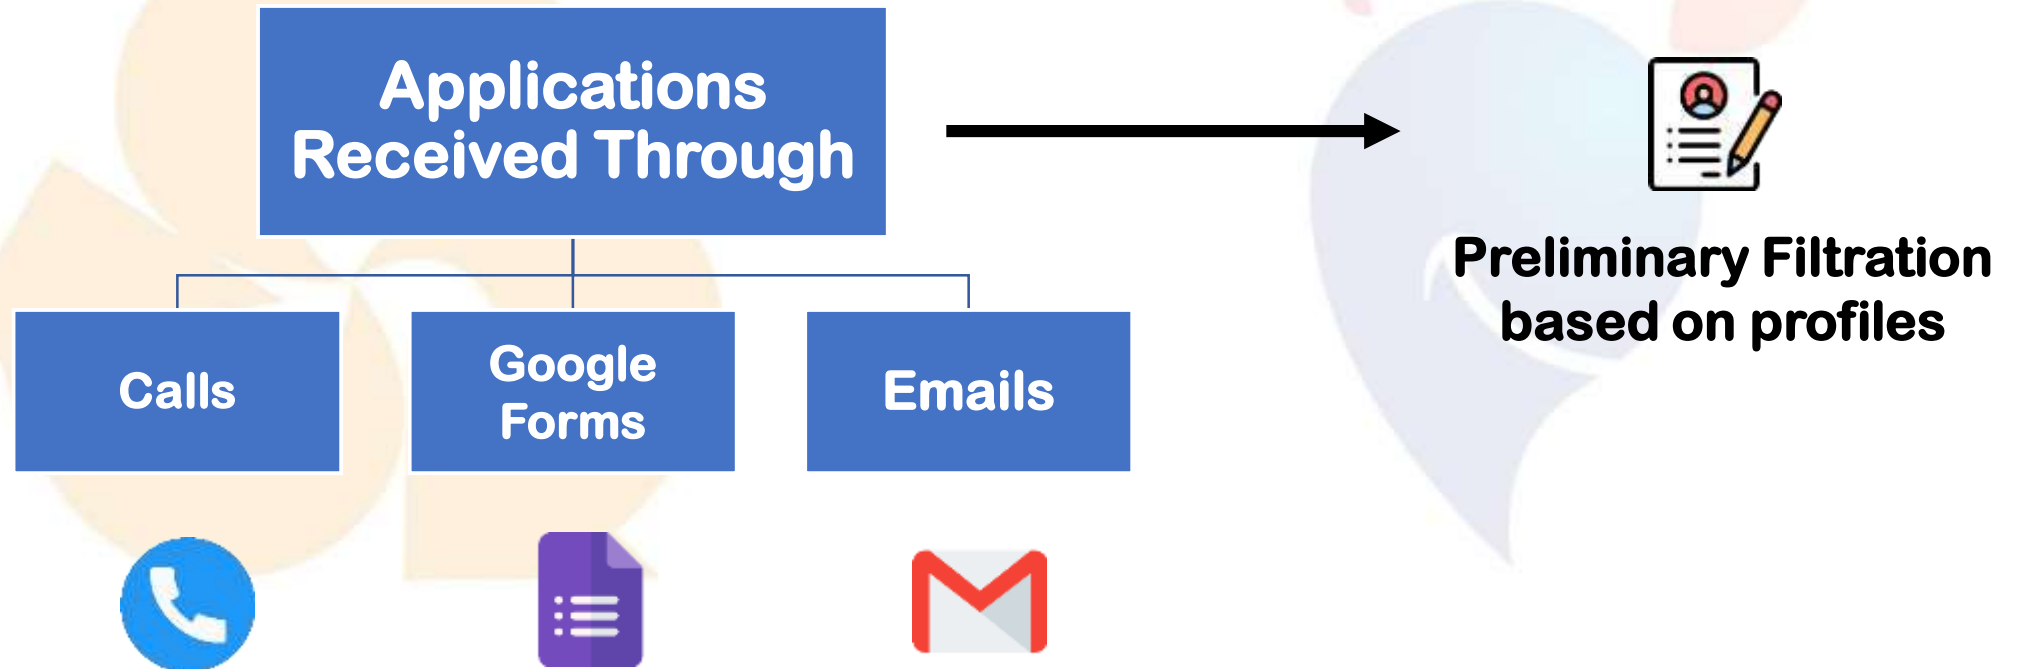 Applications
Received Through
Calls
Google
Forms
Emails
Preliminary Filtration
based on profiles